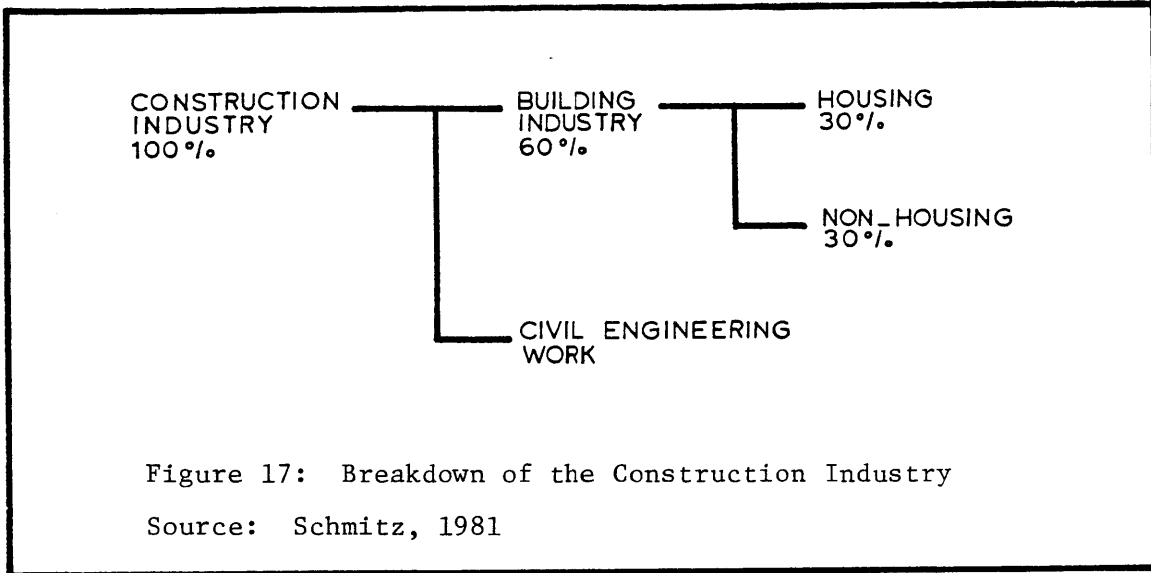 CONSTRUCTION
INDUSTRY
100%
BUILDING
INDUSTRY
60%
HOUSING
30%
NON_HOUSING
30%
CIVIL ENGINEERING
WORK
Figure 17: Breakdown of the Construction Industry
Source: Schmitz, 1981